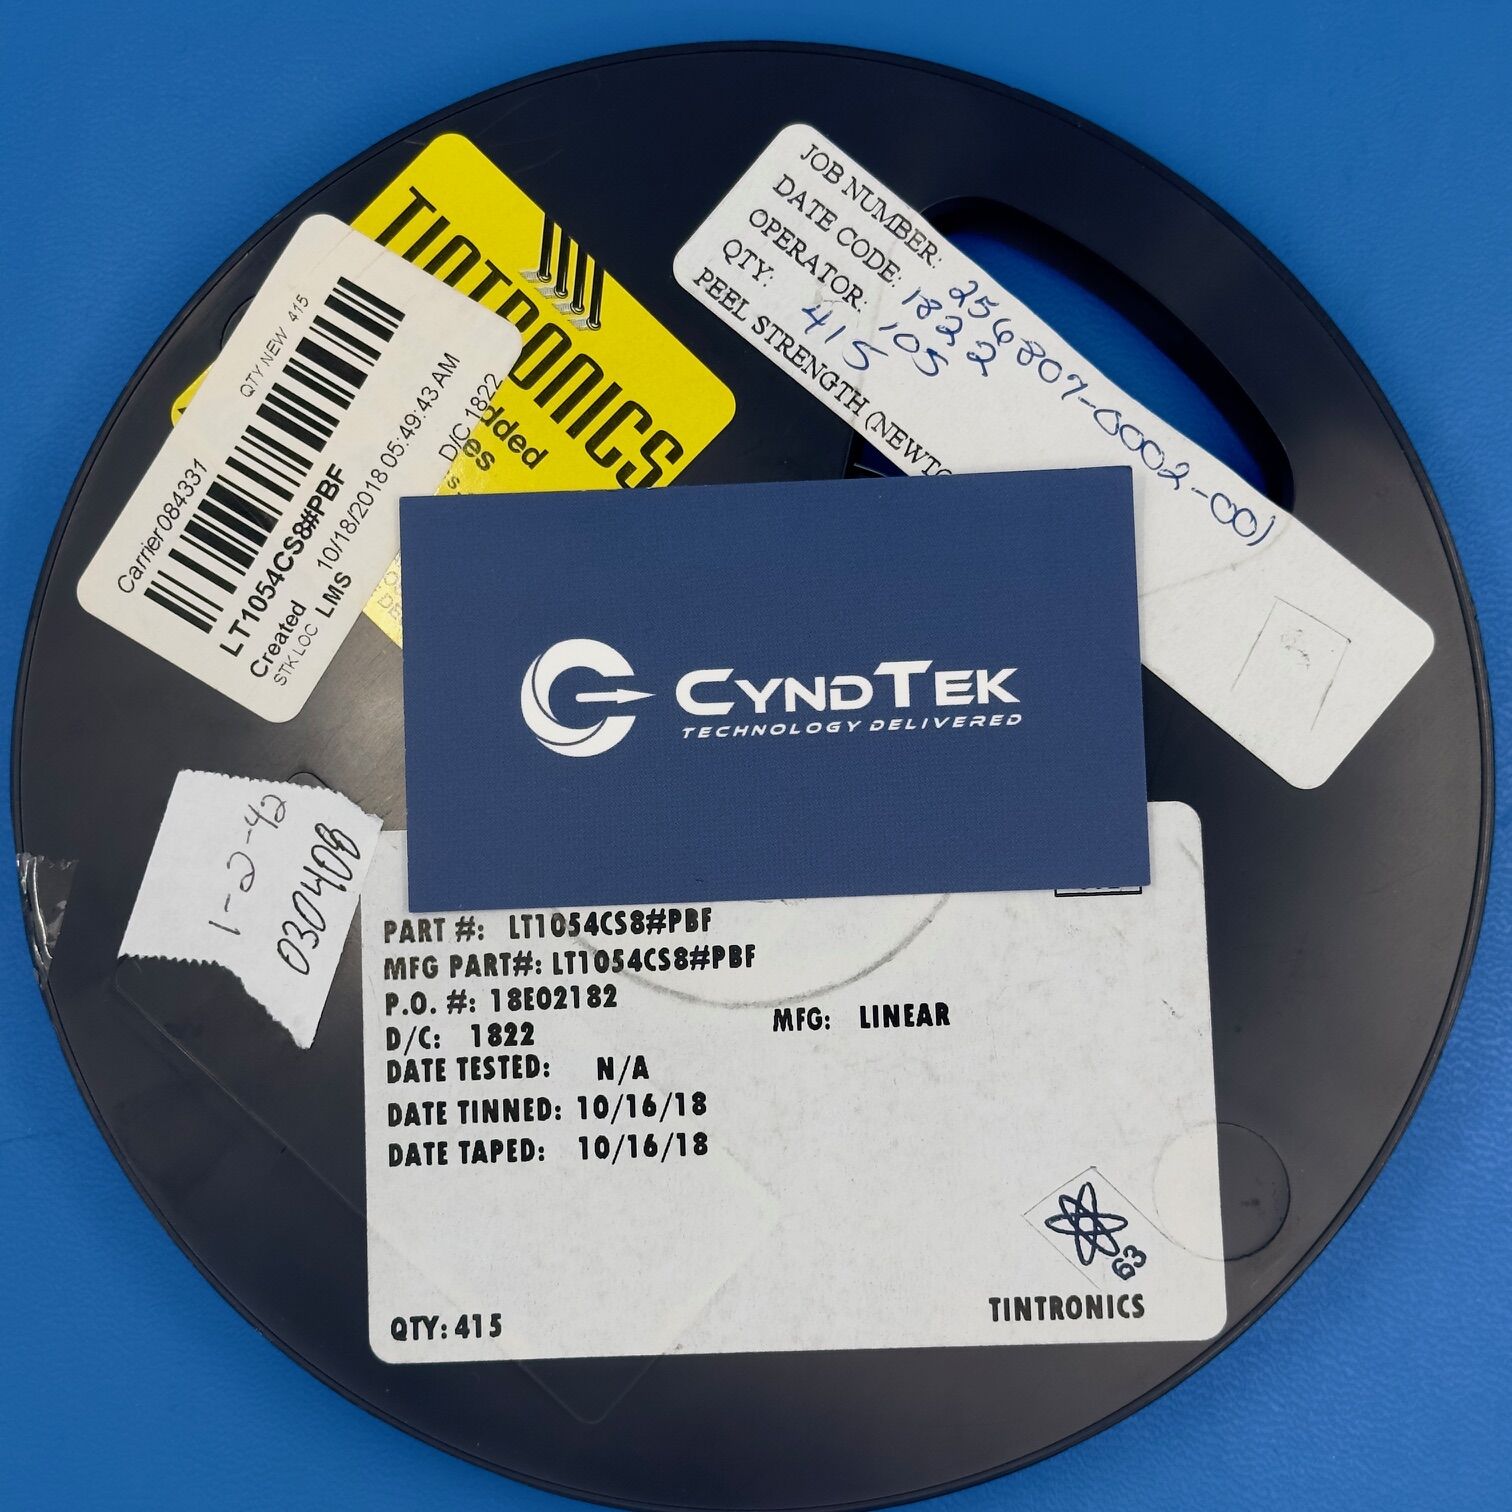 TINTRONICS
dded
es
Carrier084331
QTY NEW 415
LT1054CS8#PBF
Created 10/18/2018 05:49:43 AM
STK LOC LMS
D/C 1822
JOB NUMBER: 256807-0002-001
DATE CODE: 1822
OPERATOR: 105
QTY: 415
PEEL STRENGTH (NEWTO
CYNDTEK
TECHNOLOGY DELIVERED
1-2-42
030408
PART #: LT1054CS8#PBF
MFG PART#: LT1054CS8#PBF
P.O. #: 18E02182
MFG: LINEAR
D/C: 1822
DATE TESTED: N/A
DATE TINNED: 10/16/18
DATE TAPED: 10/16/18
63
TINTRONICS
QTY: 415